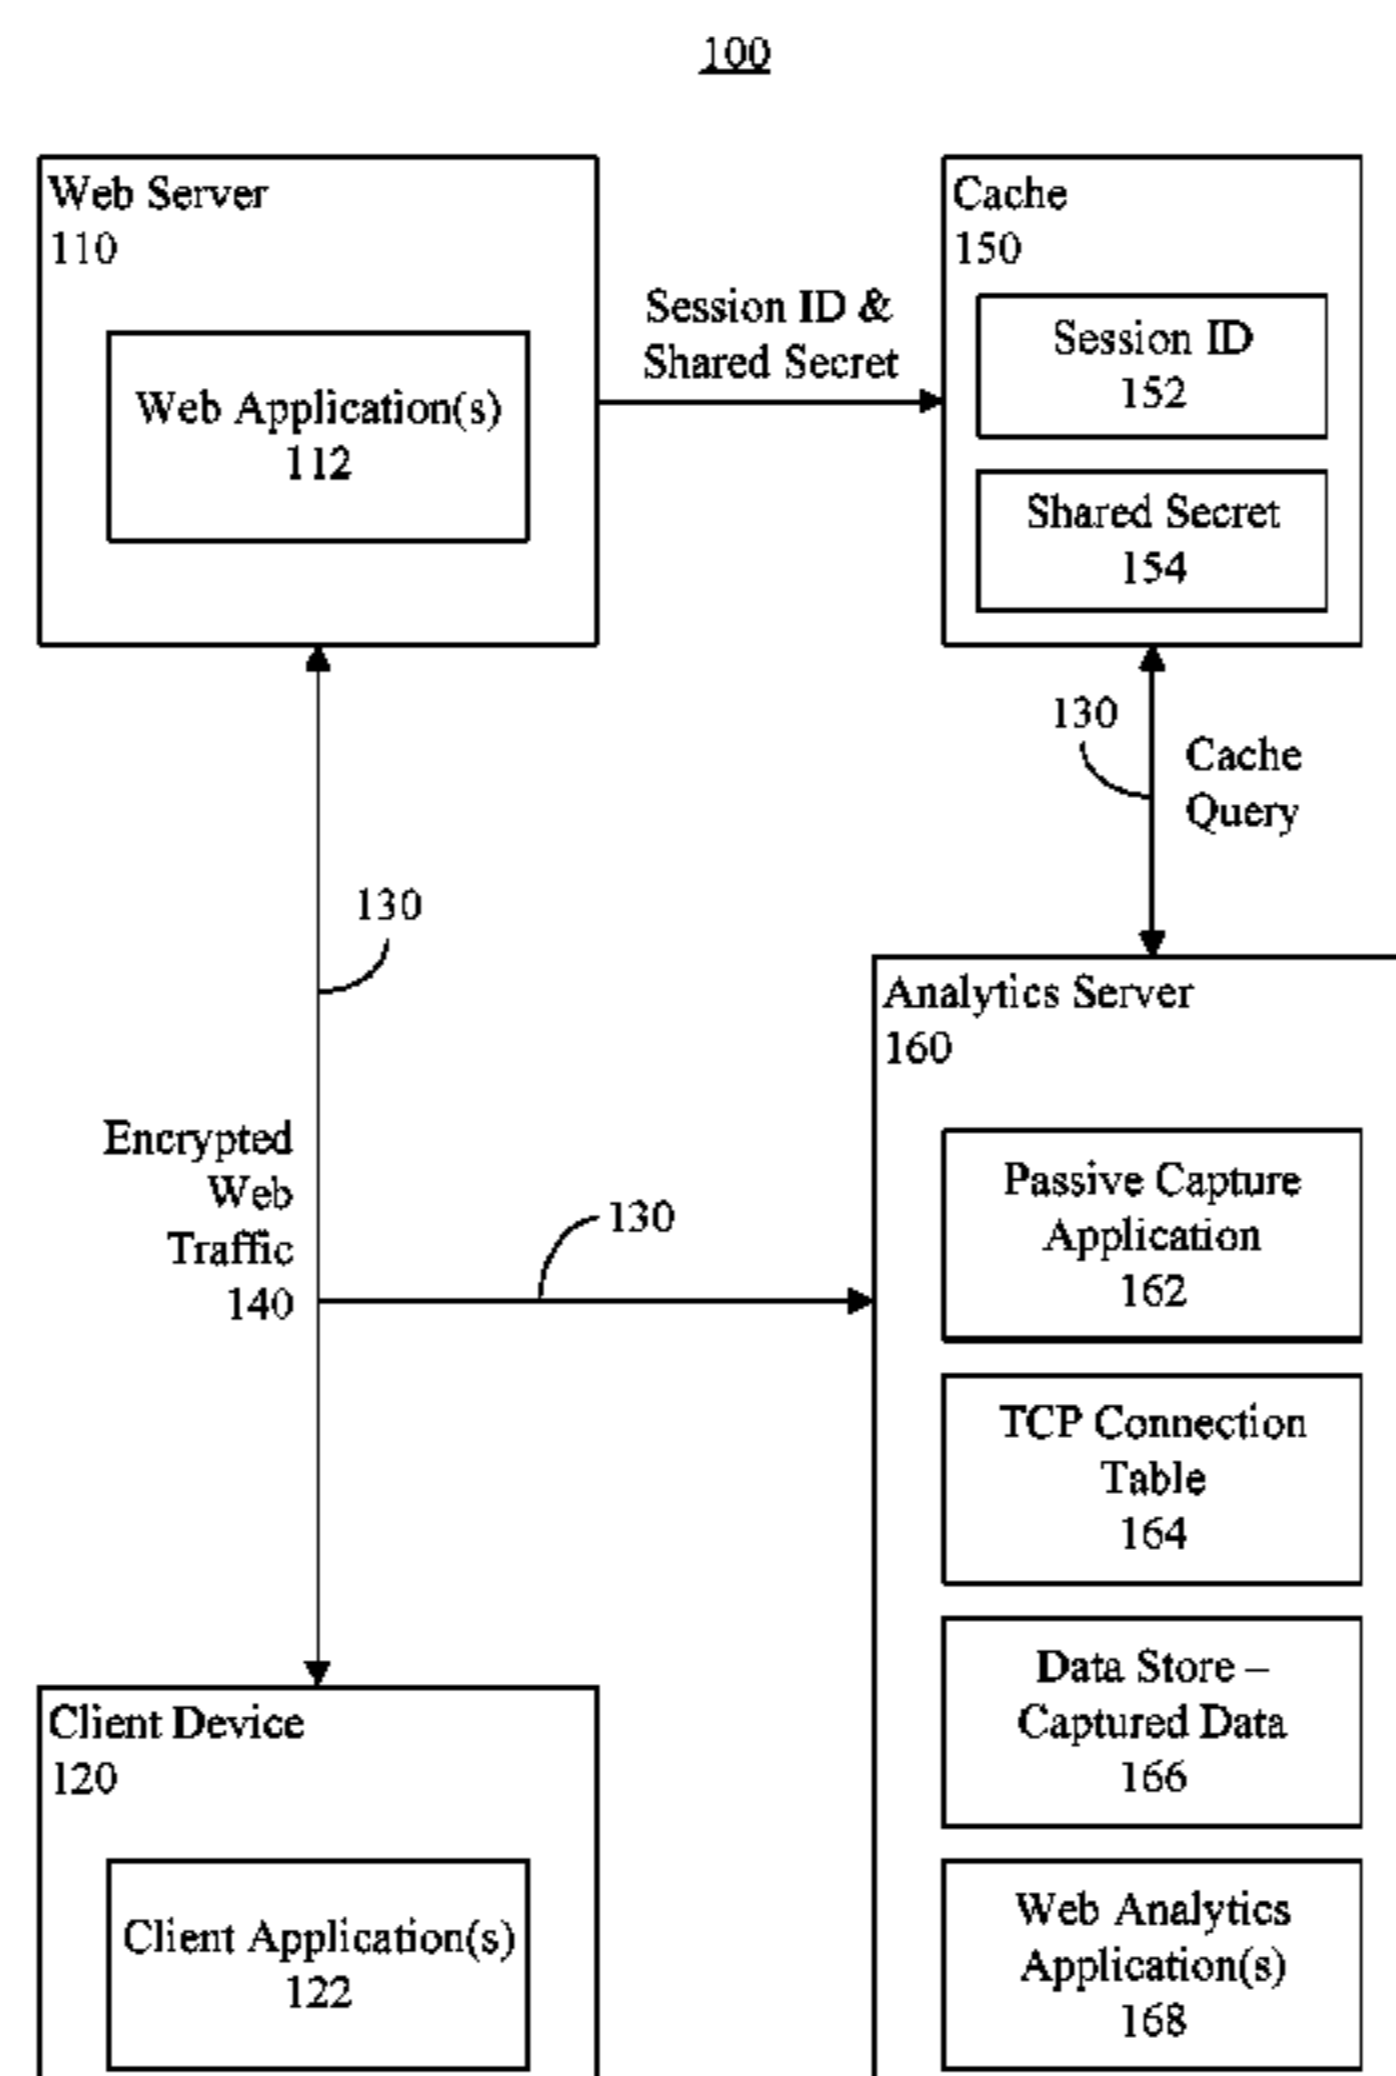 100
Web Server
110
Web Application(s)
112
Session ID &
Shared Secret
Cache
150
Session ID
152
Shared Secret
154
130
Cache
Query
130
Encrypted
Web
Traffic
140
130
Analytics Server
160
Passive Capture
Application
162
TCP Connection
Table
164
Data Store –
Captured Data
166
Web Analytics
Application(s)
168
Client Device
120
Client Application(s)
122